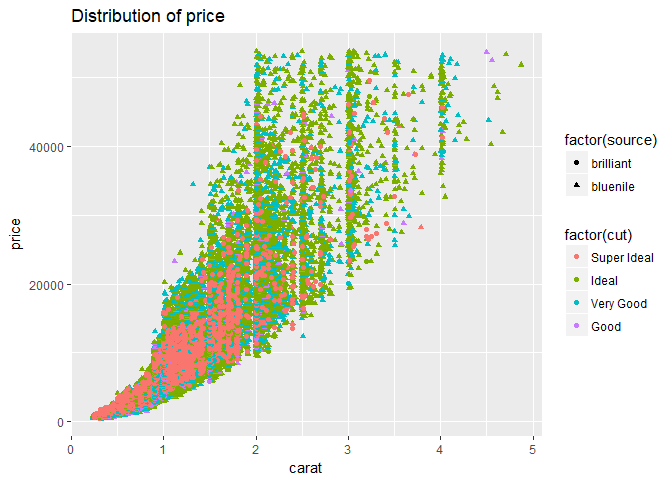 Distribution of price
price
40000
20000
0
0 1 2 3 4 5
carat
factor(source)
brilliant
bluenile
factor(cut)
Super Ideal
Ideal
Very Good
Good